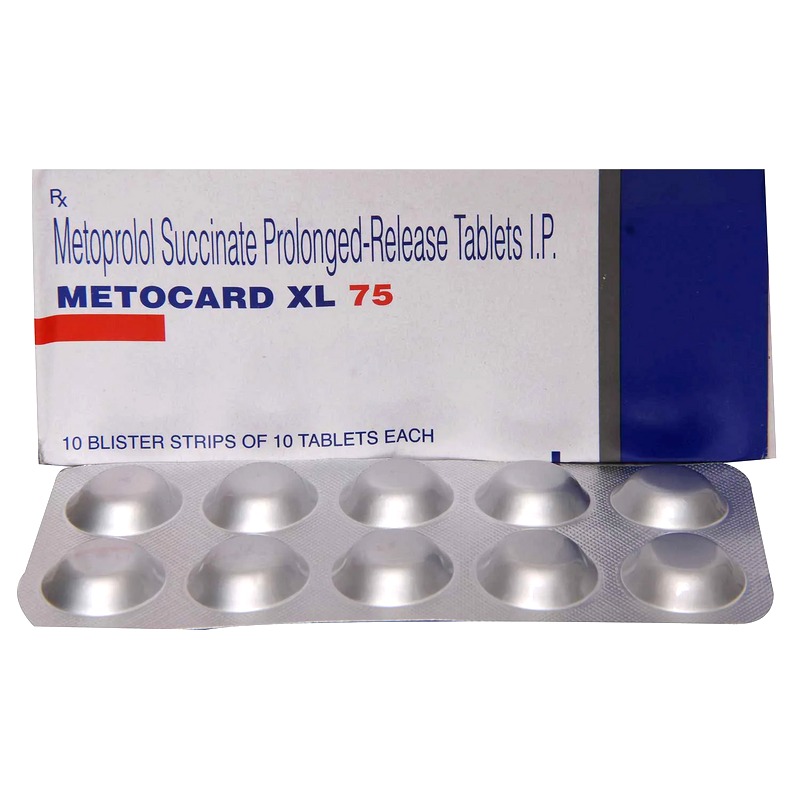 Rx
Metoprolol Succinate Prolonged-Release Tablets I.P.
METOCARD XL 75
10 BLISTER STRIPS OF 10 TABLETS EACH